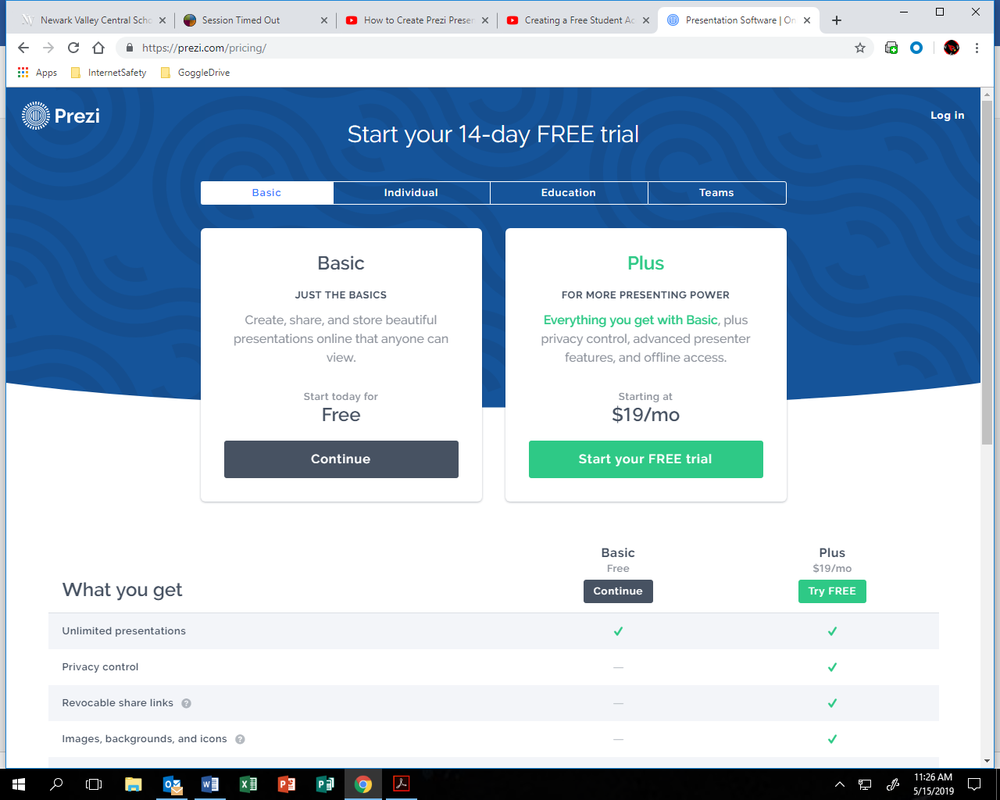 Newark Valley Central Scho
Session Timed Out
How to Create Prezi Preser
Creating a Free Student Ac
Presentation Software | On
https://prezi.com/pricing/
Apps
InternetSafety
GoggleDrive
Prezi
Log in
Start your 14-day FREE trial
Basic
Individual
Education
Teams
Basic
JUST THE BASICS
Create, share, and store beautiful
presentations online that anyone can
view.
Start today for
Free
Continue
Plus
FOR MORE PRESENTING POWER
Everything you get with Basic, plus
privacy control, advanced presenter
features, and offline access.
Starting at
$19/mo
Start your FREE trial
What you get
Basic
Free
Continue
Plus
$19/mo
Try FREE
Unlimited presentations
Privacy control
Revocable share links ?
Images, backgrounds, and icons ?
11:26 AM
5/15/2019